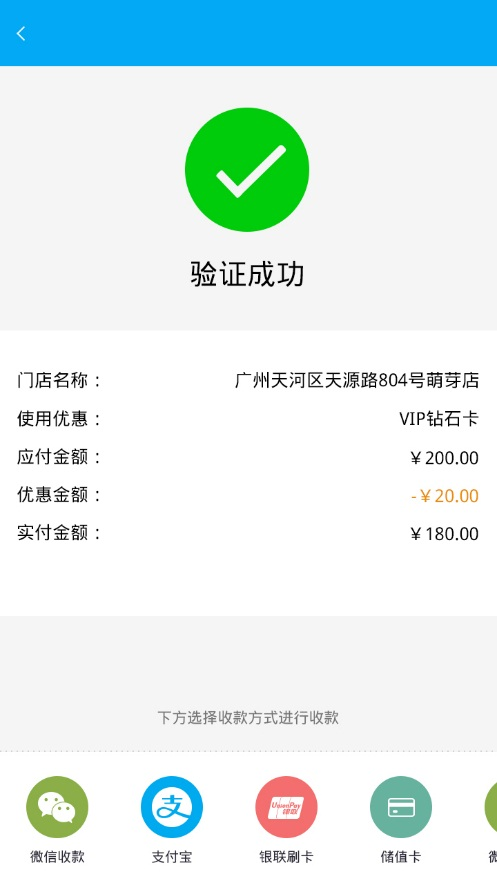 验证成功
门店名称： 广州天河区天源路804号萌芽店
使用优惠： VIP钻石卡
应付金额： ￥200.00
优惠金额： -￥20.00
实付金额： ￥180.00
下方选择收款方式进行收款
支
UnionPay
银联
微信收款 支付宝 银联刷卡 储值卡